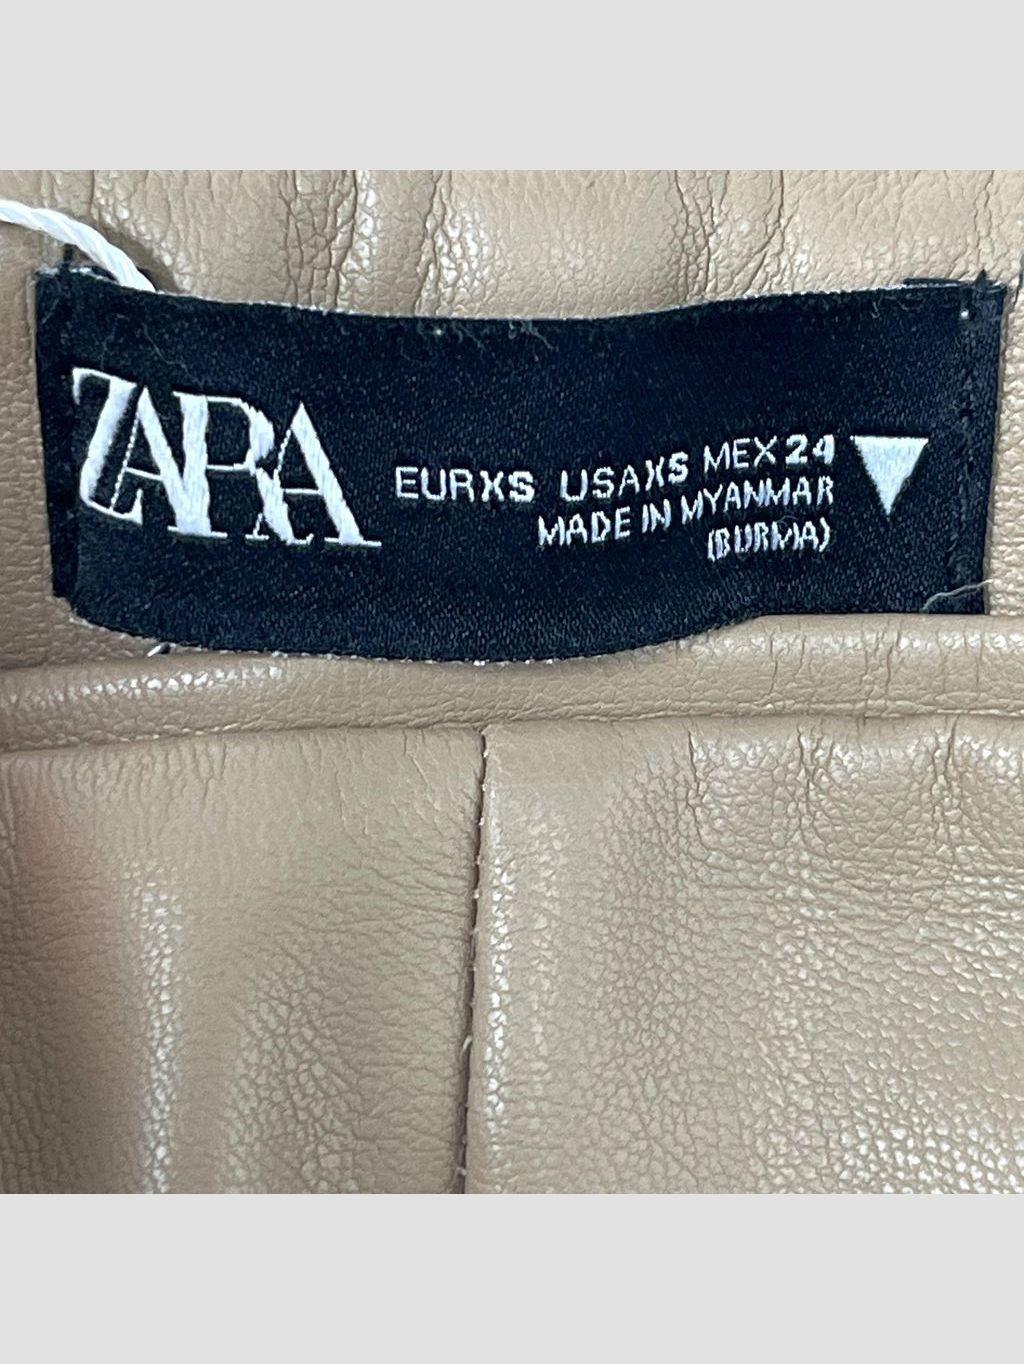 ZARA
EURXS USAXS MEX 24
MADE IN MYANMAR
(BURMA)